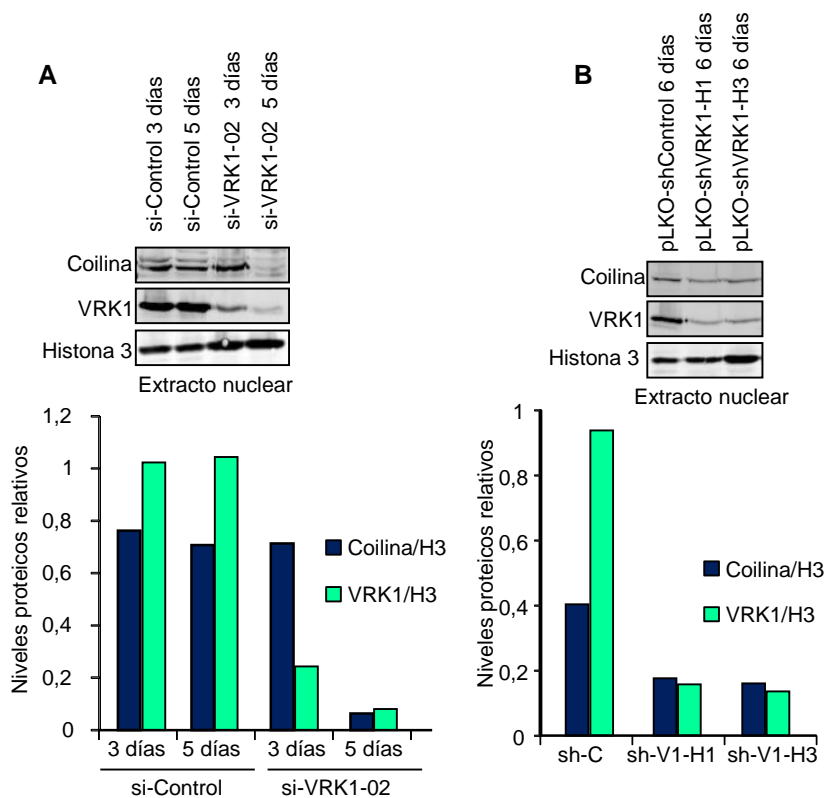 A
si-Control 3 días
si-Control 5 días
si-VRK1-02 3 días
si-VRK1-02 5 días
Coilina
VRK1
Histona 3
Extracto nuclear
Niveles proteicos relativos
1,2
1
0,8
0,6
0,4
0,2
0
Coilina/H3
VRK1/H3
3 días
5 días
3 días
5 días
si-Control
si-VRK1-02
B
pLKO-shControl 6 días
pLKO-shVRK1-H1 6 días
pLKO-shVRK1-H3 6 días
Coilina
VRK1
Histona 3
Extracto nuclear
Niveles proteicos relativos
1
0,8
0,6
0,4
0,2
0
Coilina/H3
VRK1/H3
sh-C
sh-V1-H1
sh-V1-H3